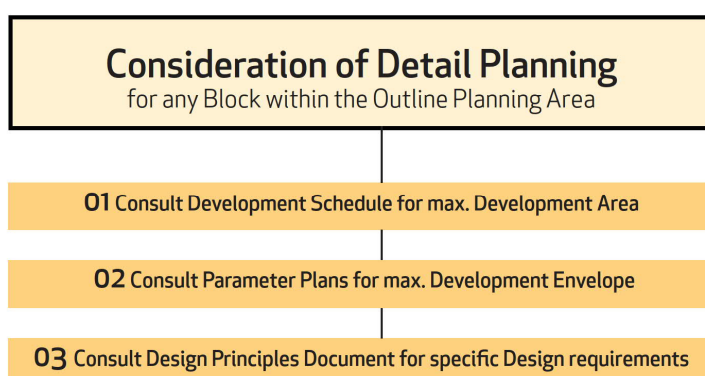 Consideration of Detail Planning
for any Block within the Outline Planning Area
01 Consult Development Schedule for max. Development Area
02 Consult Parameter Plans for max. Development Envelope
03 Consult Design Principles Document for specific Design requirements